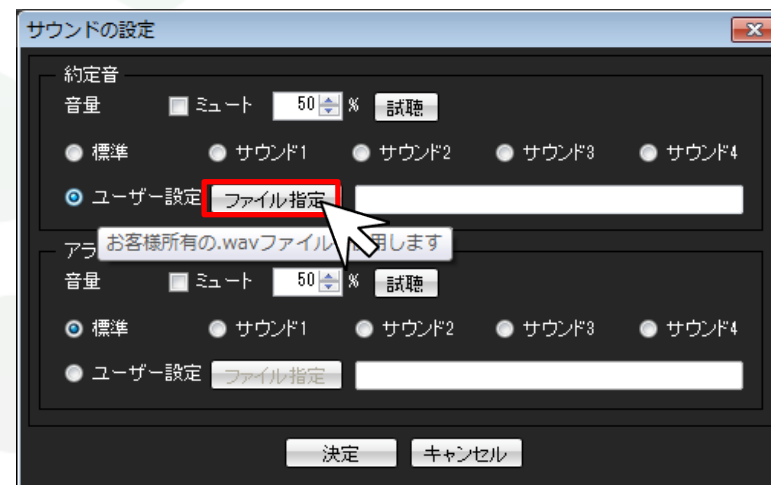 サウンドの設定
約定音
音量 ミュート 50 % 試聴
標準 サウンド1 サウンド2 サウンド3 サウンド4
ユーザー設定 ファイル指定
お客様所有の.wavファイル 用します
アラ
音量 ミュート 50 % 試聴
標準 サウンド1 サウンド2 サウンド3 サウンド4
ユーザー設定 ファイル指定
決定 キャンセル